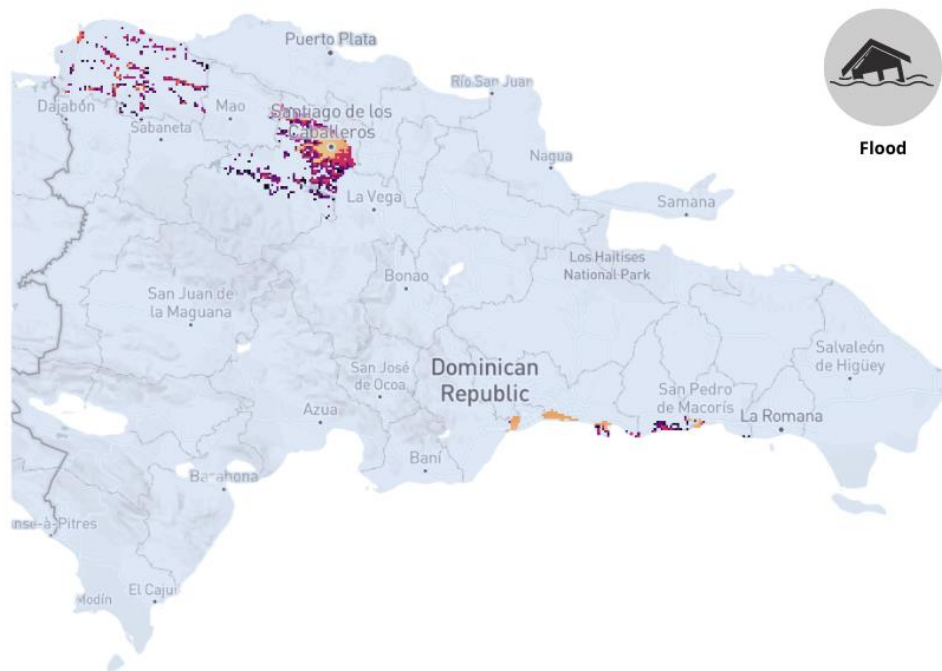 Puerto Plata
Río San Juan
Dajabón
Mao
Santiago de los
Caballeros
Sabaneta
Flood
Nagua
La Vega
Samana
Los Haitises
National Park
Bonao
San Juan de
la Maguana
Dominican
Republic
San José
de Ocoa
Salvaleón
de Higüey
San Pedro
de Macorís
La Romana
Azua
Baní
Barahona
nse-à-Pitres
El Cajui
Modín